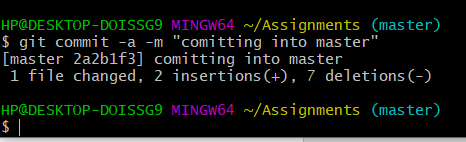 HP@DESKTOP-DOISSG9 MINGW64 ~/Assignments (master)
$ git commit -a -m "comitting into master"
[master 2a2b1f3] comitting into master
 1 file changed, 2 insertions(+), 7 deletions(-)
HP@DESKTOP-DOISSG9 MINGW64 ~/Assignments (master)
$